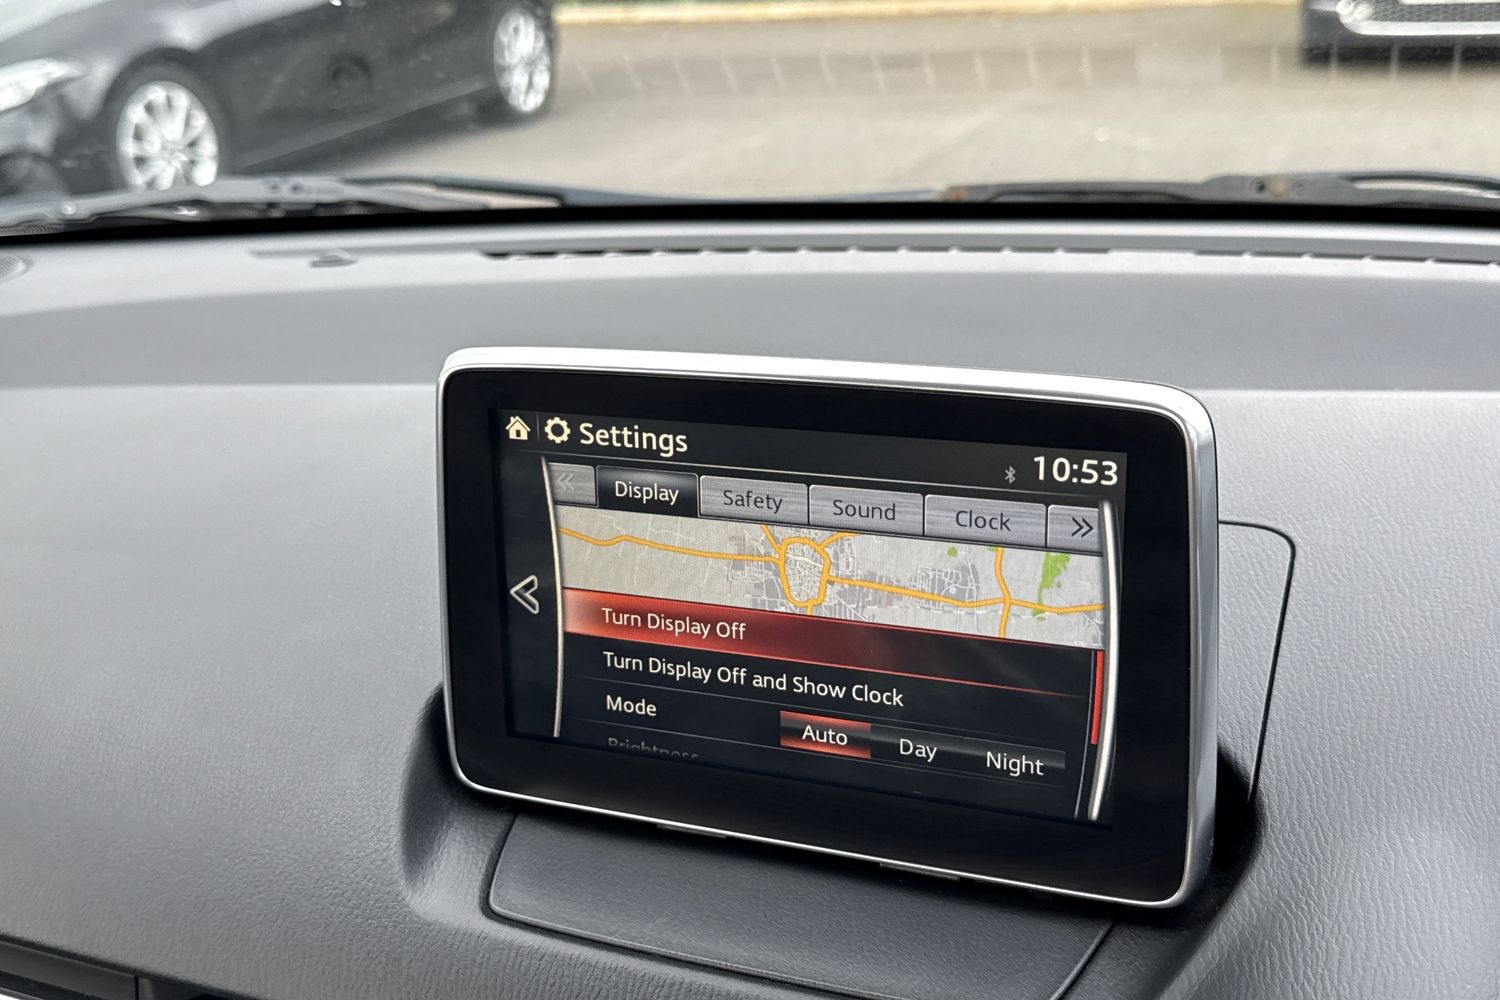 Settings
10:53
Display Safety Sound Clock
Turn Display Off
Turn Display Off and Show Clock
Mode Auto Day Night
Brightness